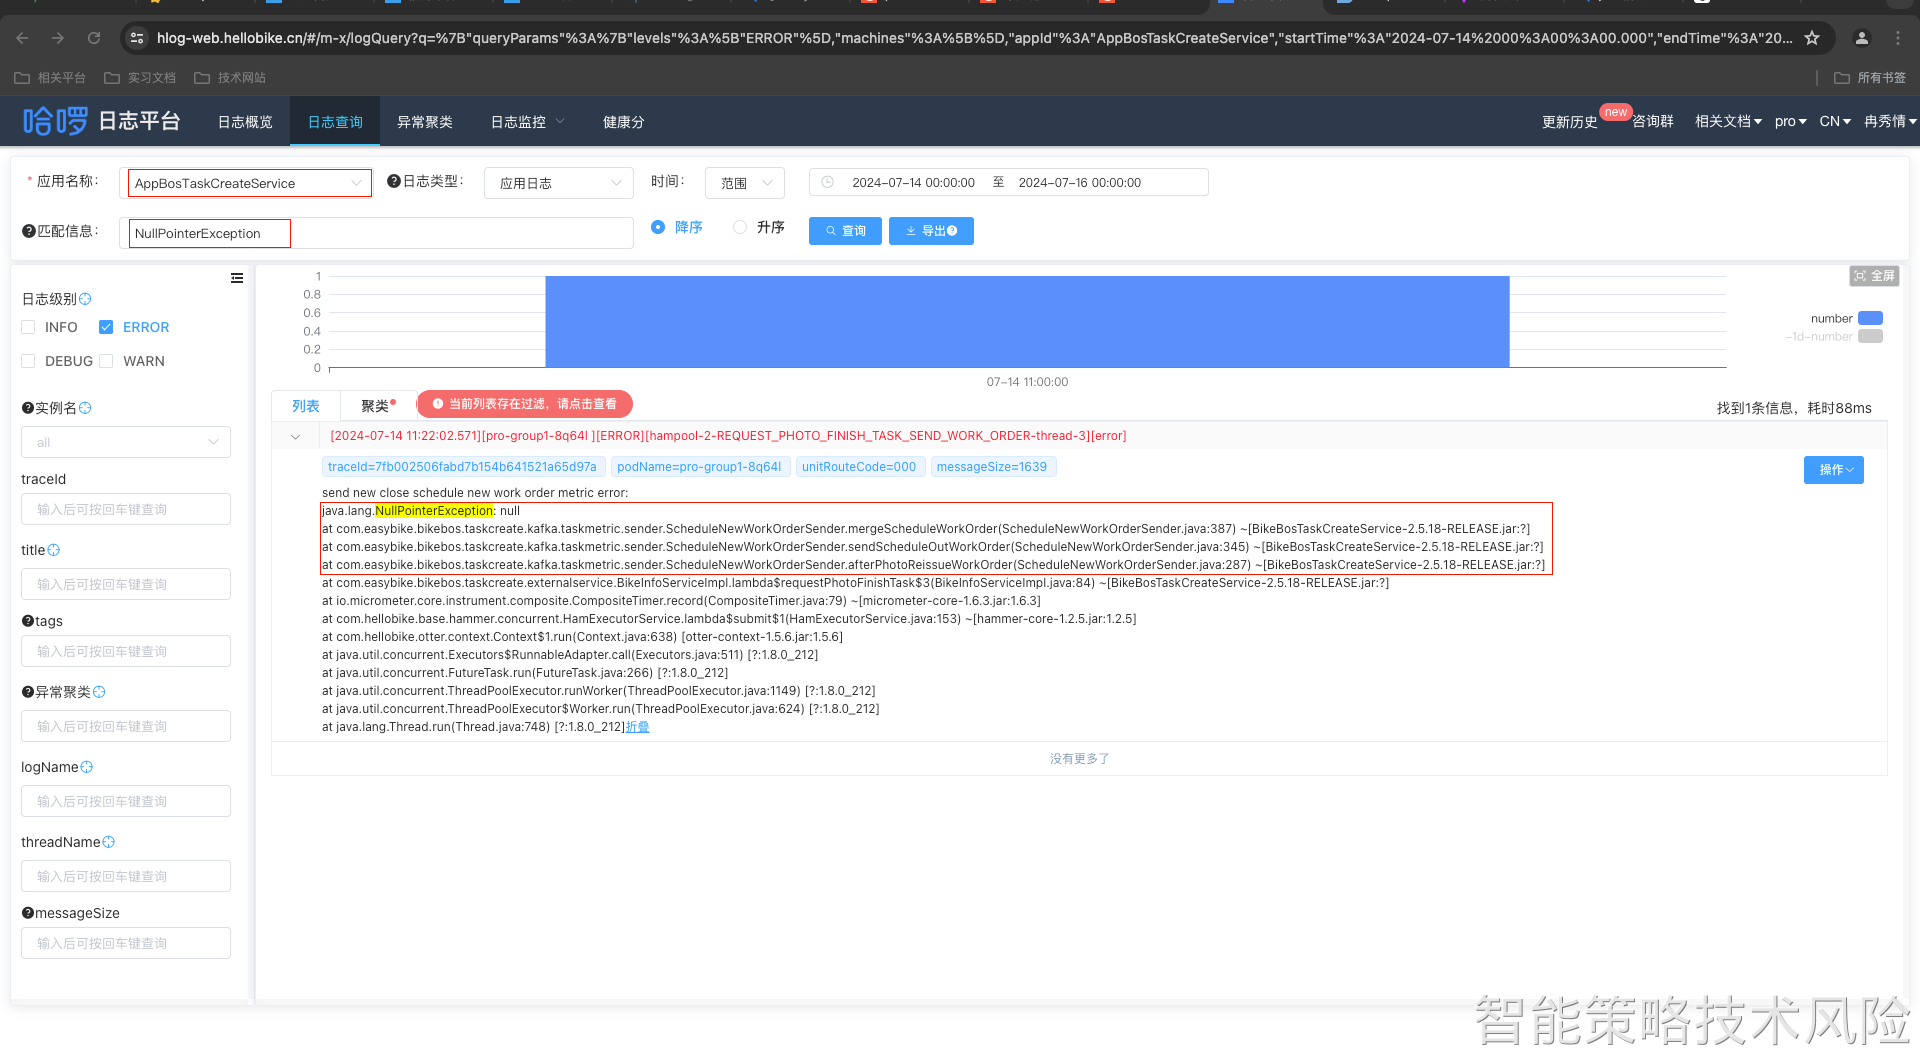 hlog-web.hellobike.cn/#/m-x/logQuery?q=%7B"queryParams"%3A%7B"levels"%3A%5B"ERROR"%5D,"machines"%3A%5B%5D,"appId"%3A"AppBosTaskCreateService","startTime"%3A"2024-07-14%2000%3A00%3A00.000","endTime"%3A"20...
相关平台 实习文档 技术网站 所有书签
哈啰 日志平台 日志概览 日志查询 异常聚类 日志监控 健康分 更新历史 new 咨询群 相关文档 pro CN 冉秀情
* 应用名称： AppBosTaskCreateService ?日志类型： 应用日志 时间： 范围 2024-07-14 00:00:00 至 2024-07-16 00:00:00
?匹配信息： NullPointerException 降序 升序 查询 导出?
日志级别
INFO ERROR
DEBUG WARN
?实例名
all
traceId
输入后可按回车键查询
title
输入后可按回车键查询
?tags
输入后可按回车键查询
?异常聚类
输入后可按回车键查询
logName
输入后可按回车键查询
threadName
输入后可按回车键查询
?messageSize
输入后可按回车键查询
全屏
1
0.8
0.6
0.4
0.2
0
07-14 11:00:00
number
-1d-number
列表 聚类 当前列表存在过滤，请点击查看 找到1条信息，耗时88ms
[2024-07-14 11:22:02.571][pro-group1-8q64l ][ERROR][hampool-2-REQUEST_PHOTO_FINISH_TASK_SEND_WORK_ORDER-thread-3][error]
traceId=7fb002506fabd7b154b641521a65d97a podName=pro-group1-8q64l unitRouteCode=000 messageSize=1639 操作
send new close schedule new work order metric error:
java.lang.NullPointerException: null
at com.easybike.bikebos.taskcreate.kafka.taskmetric.sender.ScheduleNewWorkOrderSender.mergeScheduleWorkOrder(ScheduleNewWorkOrderSender.java:387) ~[BikeBosTaskCreateService-2.5.18-RELEASE.jar:?]
at com.easybike.bikebos.taskcreate.kafka.taskmetric.sender.ScheduleNewWorkOrderSender.sendScheduleOutWorkOrder(ScheduleNewWorkOrderSender.java:345) ~[BikeBosTaskCreateService-2.5.18-RELEASE.jar:?]
at com.easybike.bikebos.taskcreate.kafka.taskmetric.sender.ScheduleNewWorkOrderSender.afterPhotoReissueWorkOrder(ScheduleNewWorkOrderSender.java:287) ~[BikeBosTaskCreateService-2.5.18-RELEASE.jar:?]
at com.easybike.bikebos.taskcreate.externalservice.BikeInfoServiceImpl.lambda$requestPhotoFinishTask$3(BikeInfoServiceImpl.java:84) ~[BikeBosTaskCreateService-2.5.18-RELEASE.jar:?]
at io.micrometer.core.instrument.composite.CompositeTimer.record(CompositeTimer.java:79) ~[micrometer-core-1.6.3.jar:1.6.3]
at com.hellobike.base.hammer.concurrent.HamExecutorService.lambda$submit$1(HamExecutorService.java:153) ~[hammer-core-1.2.5.jar:1.2.5]
at com.hellobike.otter.context.Context$1.run(Context.java:638) [otter-context-1.5.6.jar:1.5.6]
at java.util.concurrent.Executors$RunnableAdapter.call(Executors.java:511) [?:1.8.0_212]
at java.util.concurrent.FutureTask.run(FutureTask.java:266) [?:1.8.0_212]
at java.util.concurrent.ThreadPoolExecutor.runWorker(ThreadPoolExecutor.java:1149) [?:1.8.0_212]
at java.util.concurrent.ThreadPoolExecutor$Worker.run(ThreadPoolExecutor.java:624) [?:1.8.0_212]
at java.lang.Thread.run(Thread.java:748) [?:1.8.0_212]折叠
没有更多了
智能策略技术风险